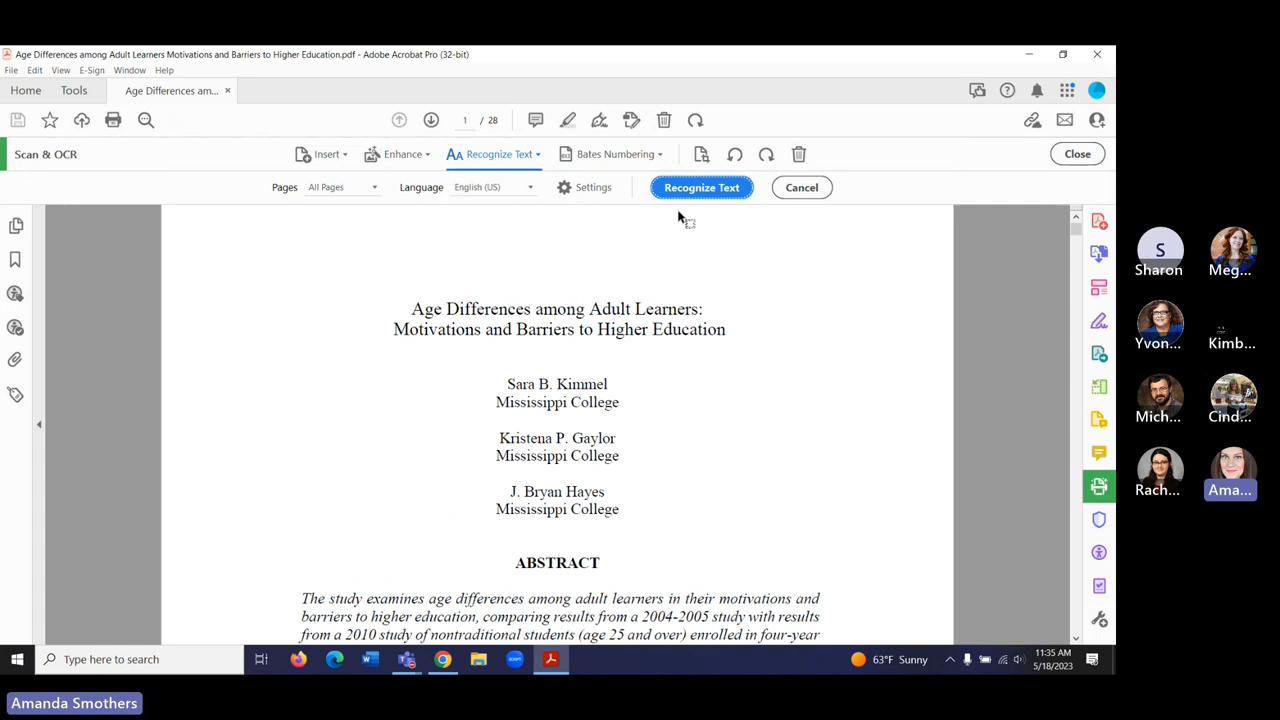 Age Differences among Adult Learners Motivations and Barriers to Higher Education.pdf - Adobe Acrobat Pro (32-bit)
File Edit View E-Sign Window Help
Home Tools Age Differences am... ×
1 / 28
Scan & OCR Insert Enhance Recognize Text Bates Numbering Close
Pages All Pages Language English (US) Settings Recognize Text Cancel
Age Differences among Adult Learners:
Motivations and Barriers to Higher Education
Sara B. Kimmel
Mississippi College
Kristena P. Gaylor
Mississippi College
J. Bryan Hayes
Mississippi College
ABSTRACT
The study examines age differences among adult learners in their motivations and
barriers to higher education, comparing results from a 2004-2005 study with results
from a 2010 study of nontraditional students (age 25 and over) enrolled in four-year
S
Sharon Meg...
Yvon... Kimb...
Mich... Cind...
Rach... Ama...
Type here to search
63°F Sunny
11:35 AM
5/18/2023
Amanda Smothers